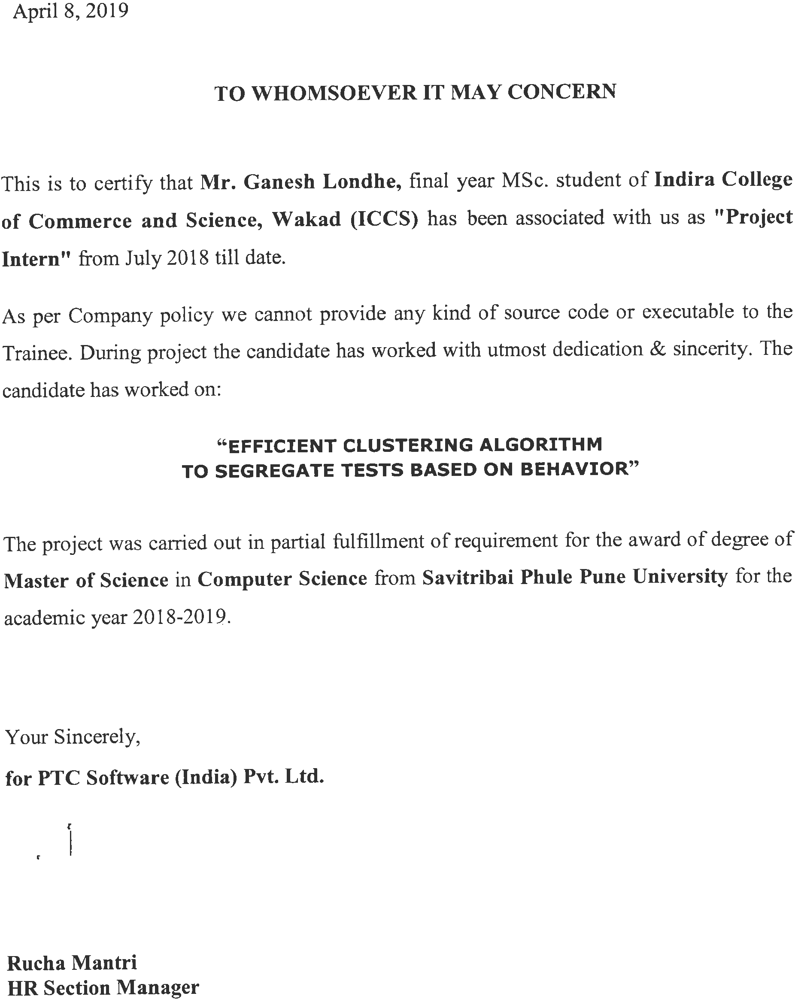 April 8, 2019
TO WHOMSOEVER IT MAY CONCERN
This is to certify that Mr. Ganesh Londhe, final year MSc. student of Indira College
of Commerce and Science, Wakad (ICCS) has been associated with us as "Project
Intern" from July 2018 till date.
As per Company policy we cannot provide any kind of source code or executable to the
Trainee. During project the candidate has worked with utmost dedication & sincerity. The
candidate has worked on:
“EFFICIENT CLUSTERING ALGORITHM
TO SEGREGATE TESTS BASED ON BEHAVIOR”
The project was carried out in partial fulfillment of requirement for the award of degree of
Master of Science in Computer Science from Savitribai Phule Pune University for the
academic year 2018-2019.
Your Sincerely,
for PTC Software (India) Pvt. Ltd.
Rucha Mantri
HR Section Manager